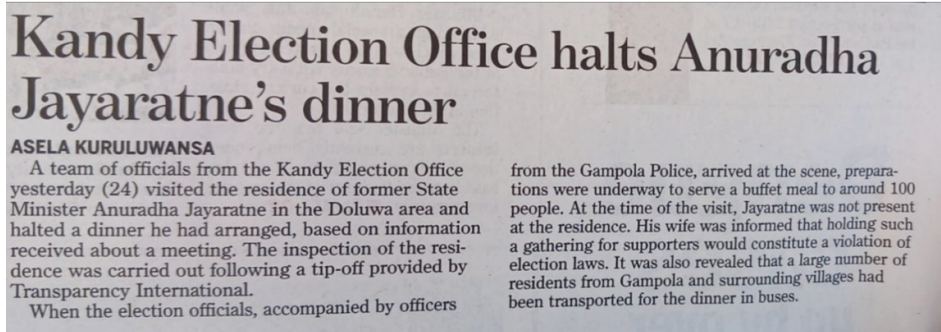 Kandy Election Office halts Anuradha
Jayaratne's dinner
ASELA KURULUWANSA
A team of officials from the Kandy Election Office
yesterday (24) visited the residence of former State
Minister Anuradha Jayaratne in the Doluwa area and
halted a dinner he had arranged, based on information
received about a meeting. The inspection of the resi-
dence was carried out following a tip-off provided by
Transparency International.
When the election officials, accompanied by officers
from the Gampola Police, arrived at the scene, prepara-
tions were underway to serve a buffet meal to around 100
people. At the time of the visit, Jayaratne was not present
at the residence. His wife was informed that holding such
a gathering for supporters would constitute a violation of
election laws. It was also revealed that a large number of
residents from Gampola and surrounding villages had
been transported for the dinner in buses.